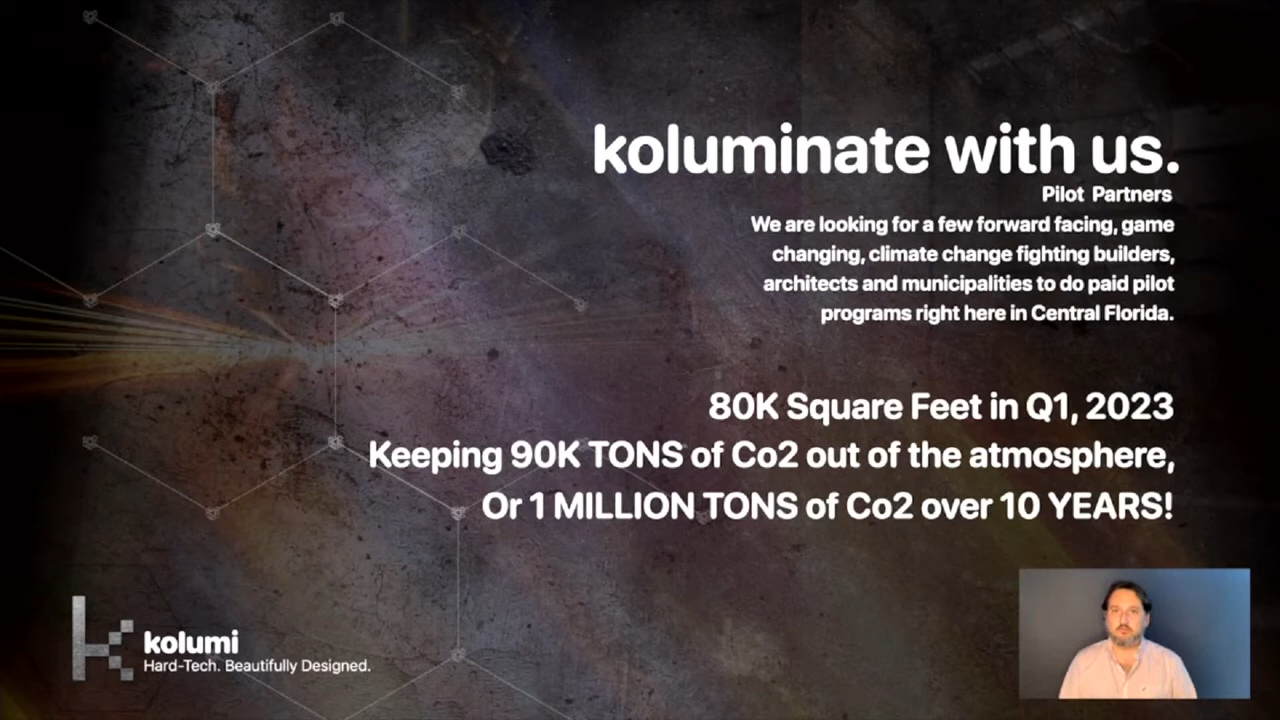 koluminate with us.
Pilot Partners
We are looking for a few forward facing, game
changing, climate change fighting builders,
architects and municipalities to do paid pilot
programs right here in Central Florida.
80K Square Feet in Q1, 2023
Keeping 90K TONS of Co2 out of the atmosphere,
Or 1 MILLION TONS of Co2 over 10 YEARS!
kolumi
Hard-Tech. Beautifully Designed.